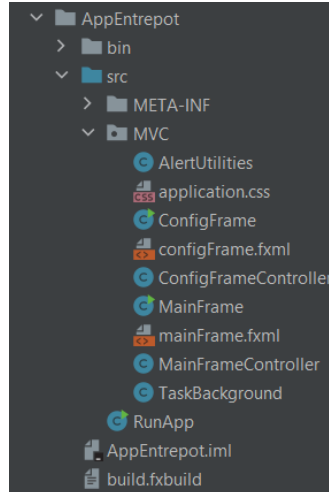 AppEntrepot
bin
src
META-INF
MVC
AlertUtilities
application.css
ConfigFrame
configFrame.fxml
ConfigFrameController
MainFrame
mainFrame.fxml
MainFrameController
TaskBackground
RunApp
AppEntrepot.iml
build.fxbuild